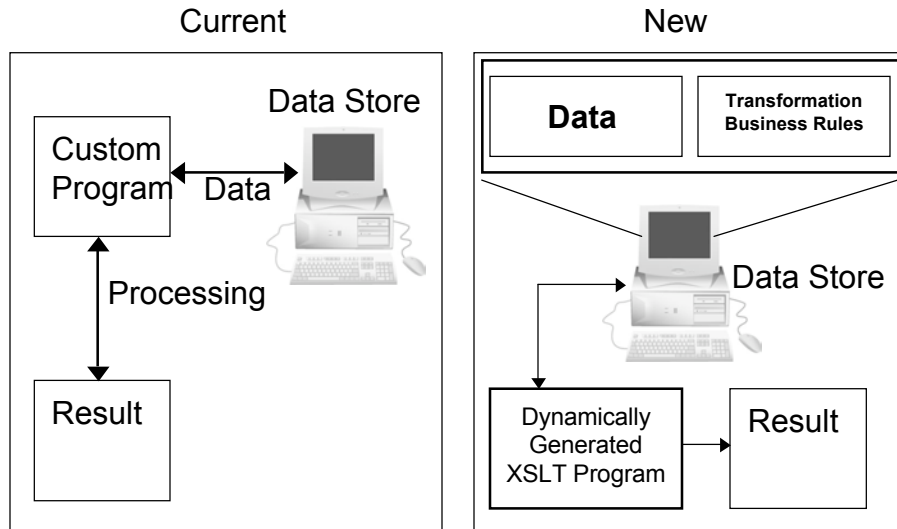 Current
Data Store
Custom
Program
Data
Processing
Result
New
Data
Transformation
Business Rules
Data Store
Dynamically
Generated
XSLT Program
Result